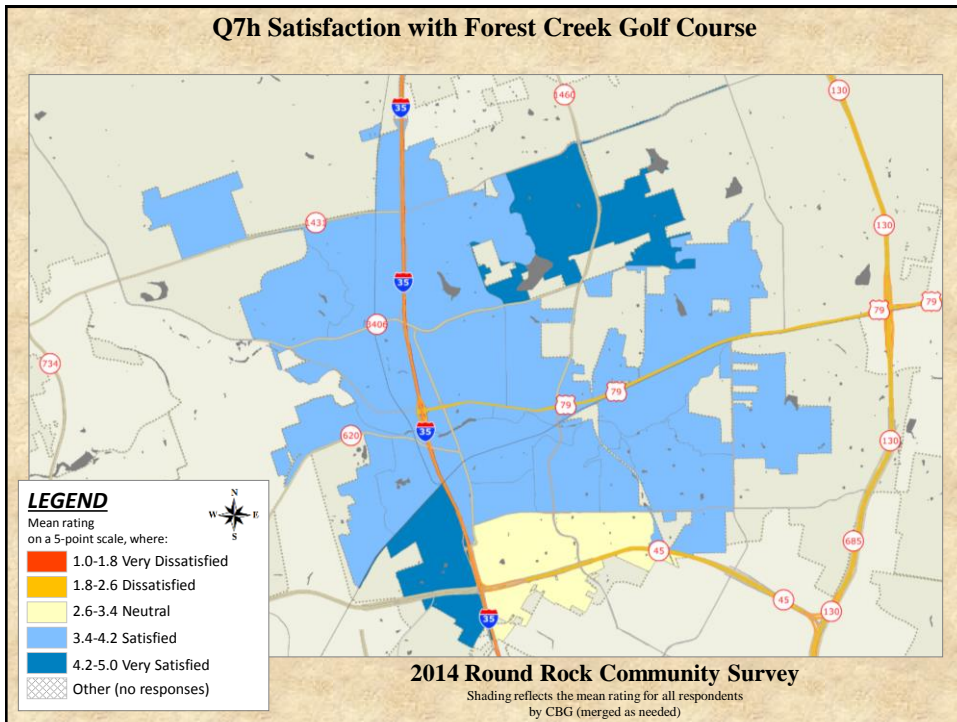 Q7h Satisfaction with Forest Creek Golf Course
35
1460
130
1431
130
35
79
79
3406
734
79
79
35
620
130
45
685
45
130
35
LEGEND
N
W E
S
Mean rating
on a 5-point scale, where:
1.0-1.8 Very Dissatisfied
1.8-2.6 Dissatisfied
2.6-3.4 Neutral
3.4-4.2 Satisfied
4.2-5.0 Very Satisfied
Other (no responses)
2014 Round Rock Community Survey
Shading reflects the mean rating for all respondents
by CBG (merged as needed)